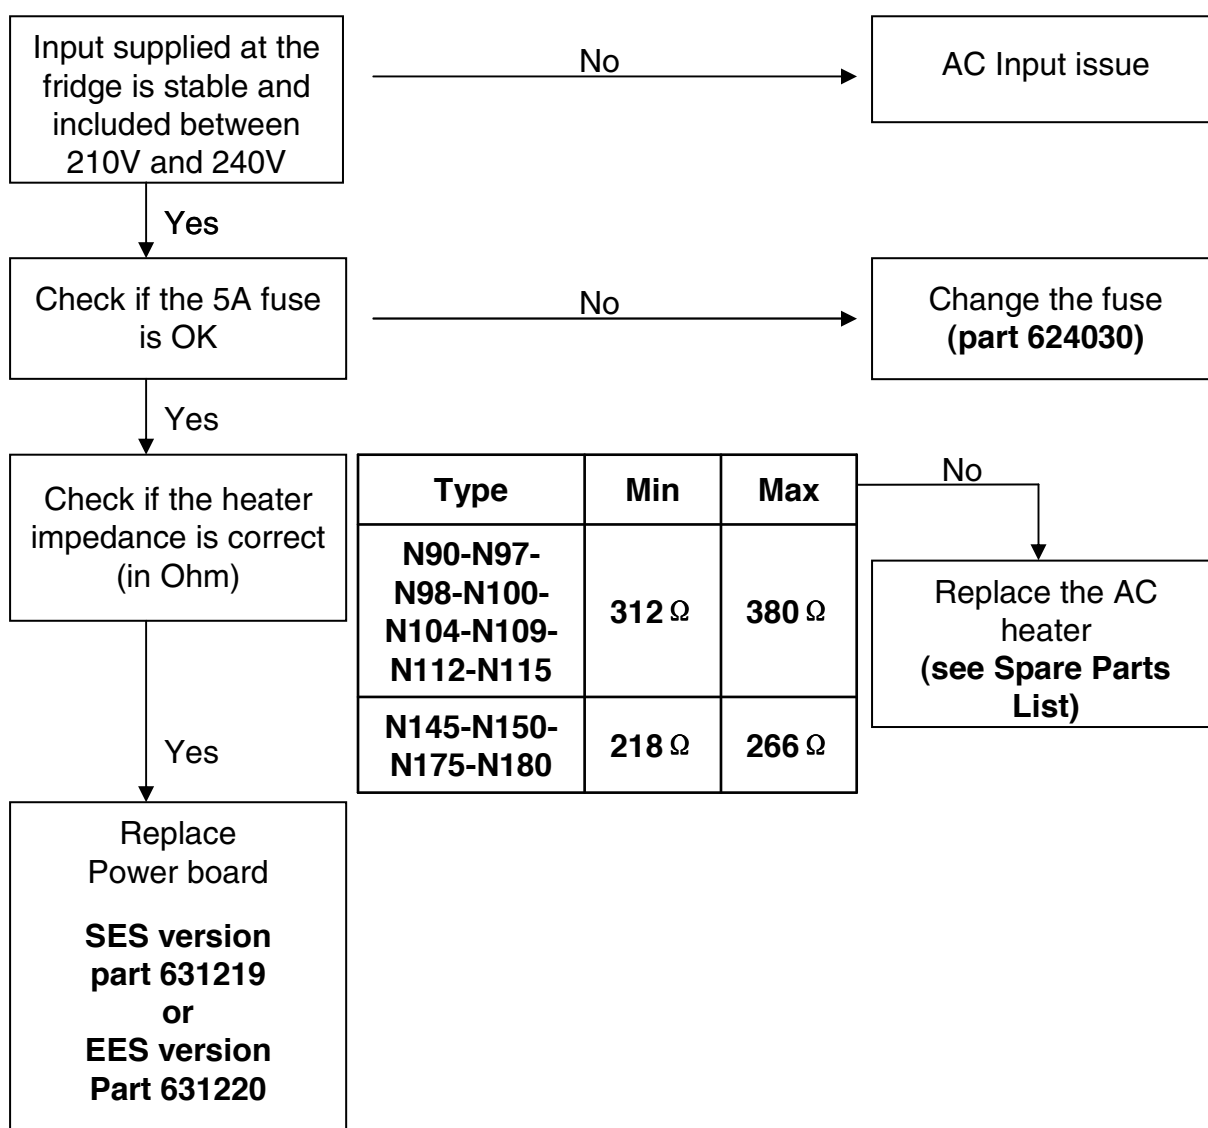 Input supplied at the
fridge is stable and
included between
210V and 240V
No
AC Input issue
Yes
Check if the 5A fuse
is OK
No
Change the fuse
(part 624030)
Yes
Check if the heater
impedance is correct
(in Ohm)
Type Min Max
N90-N97-
N98-N100-
N104-N109-
N112-N115
312 Ω 380 Ω
N145-N150-
N175-N180
218 Ω 266 Ω
No
Replace the AC
heater
(see Spare Parts
List)
Yes
Replace
Power board
SES version
part 631219
or
EES version
Part 631220